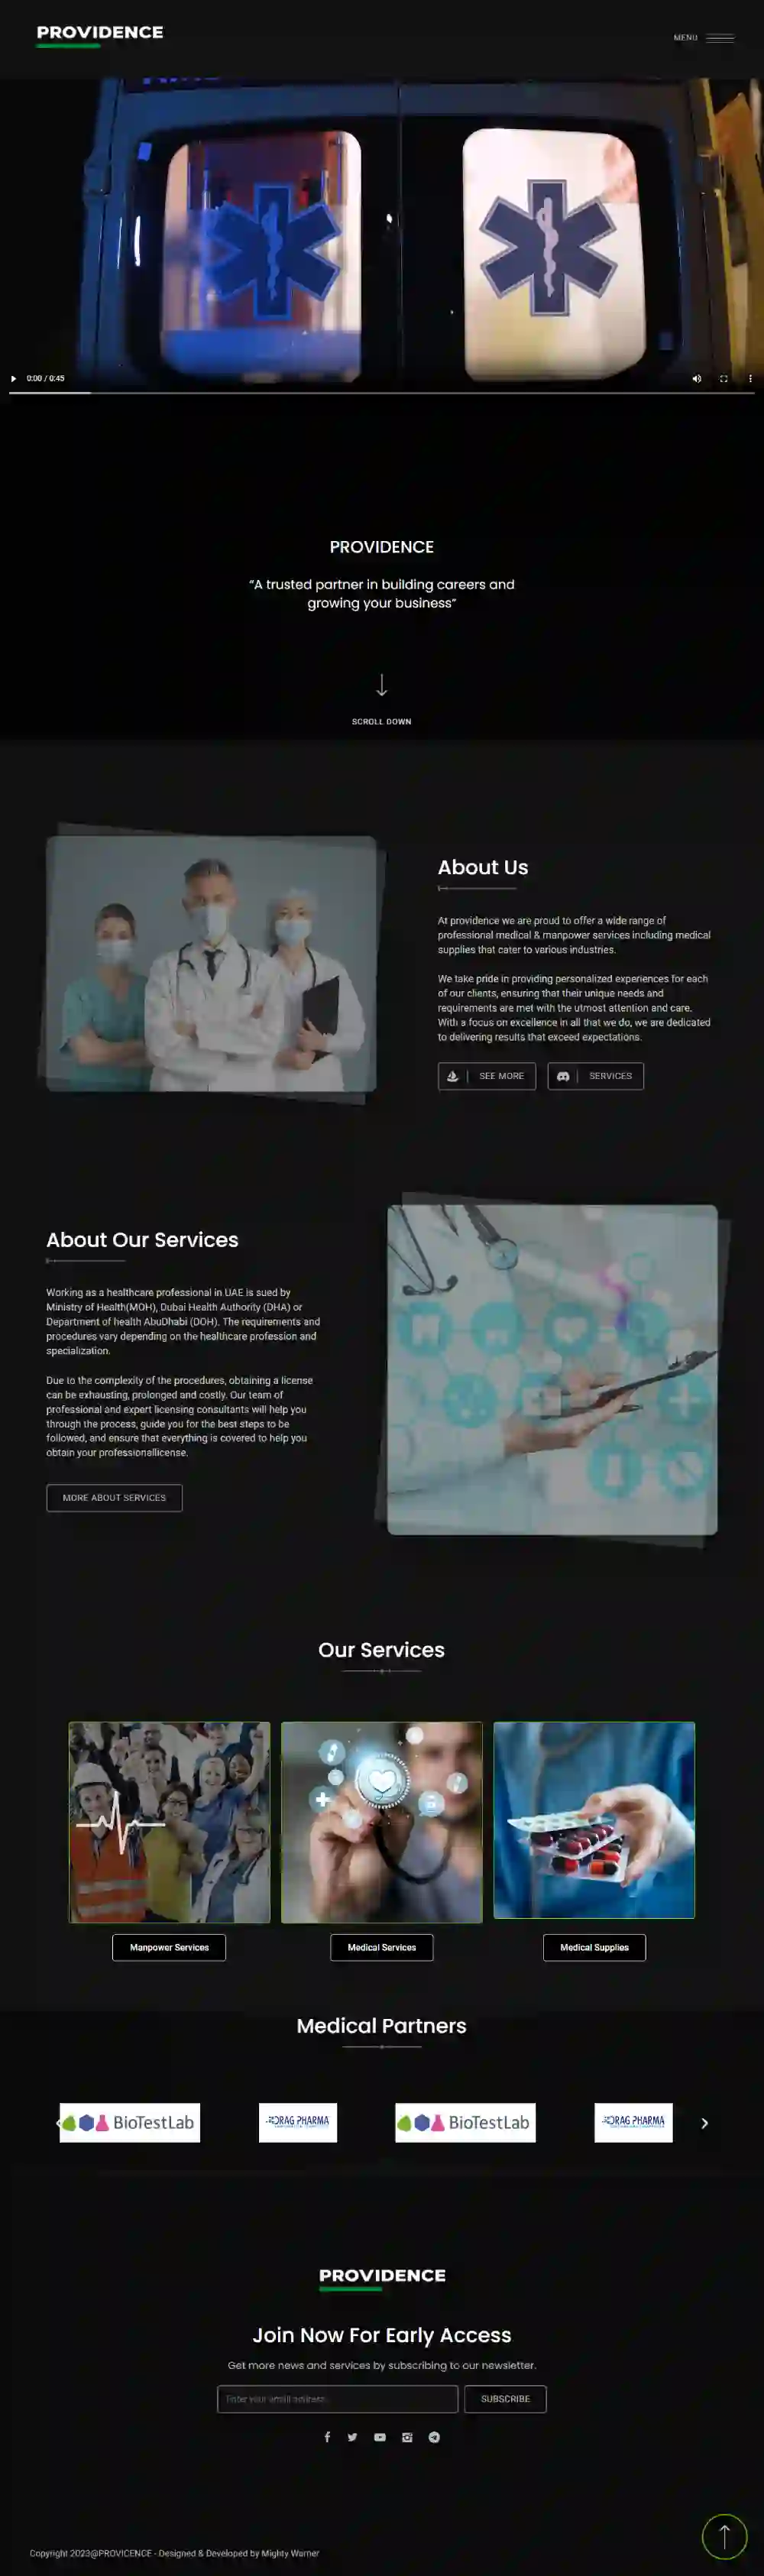 PROVIDENCE
MENU
0:00 / 0:45
PROVIDENCE
“A trusted partner in building careers and
growing your business“
SCROLL DOWN
About Us
At providence we are proud to offer a wide range of
professional medical & manpower services including medical
supplies that cater to various industries.
We take pride in providing personalized experiences for each
of our clients, ensuring that their unique needs and
requirements are met with the utmost attention and care.
With a focus on excellence in all that we do, we are dedicated
to delivering results that exceed expectations.
SEE MORE
SERVICES
About Our Services
Working as a healthcare professional in UAE is sued by
Ministry of Health(MOH), Dubai Health Authority (DHA) or
Department of health AbuDhabi (DOH). The requirements and
procedures vary depending on the healthcare profession and
specialization.
Due to the complexity of the procedures, obtaining a license
can be exhausting, prolonged and costly. Our team of
professional and expert licensing consultants will help you
through the process, guide you for the best steps to be
followed, and ensure that everything is covered to help you
obtain your professionallicense.
MORE ABOUT SERVICES
Our Services
Manpower Services
Medical Services
Medical Supplies
Medical Partners
BioTestLab
DRAG PHARMA
BioTestLab
DRAG PHARMA
PROVIDENCE
Join Now For Early Access
Get more news and services by subscribing to our newsletter.
Enter your email address
SUBSCRIBE
Copyright 2023@PROVICENCE - Designed & Developed by Mighty Warner